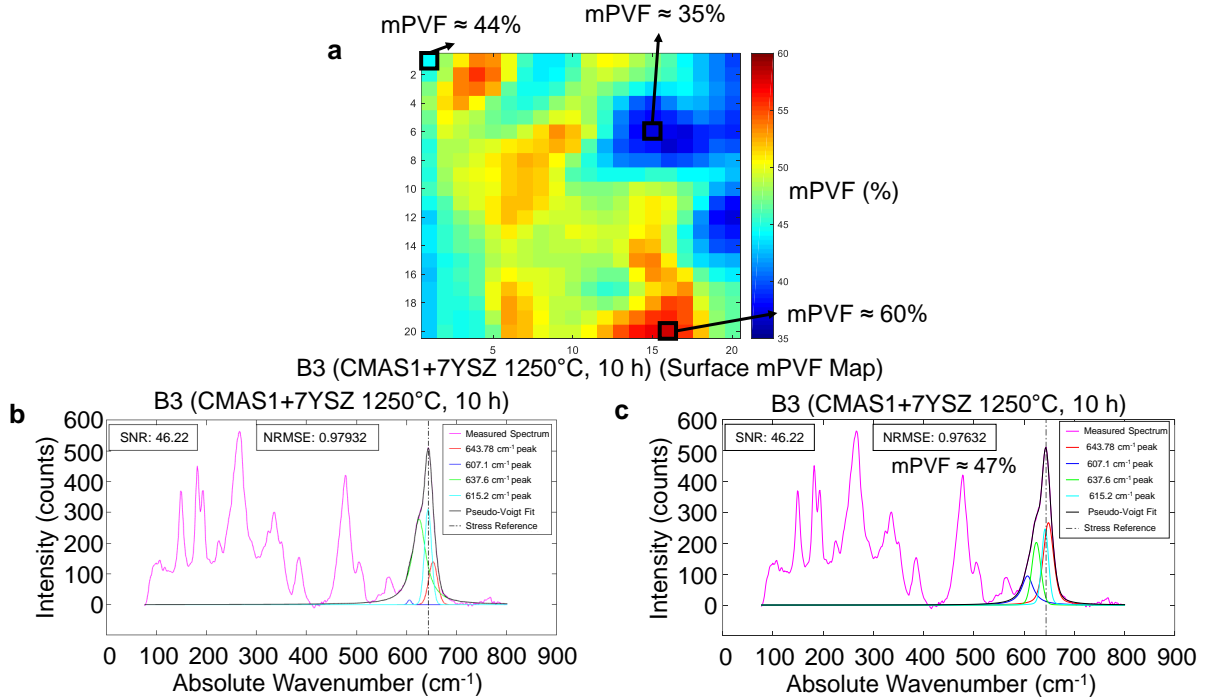 mPVF ≈ 44%
mPVF ≈ 35%
a
2
4
6
8
10
12
14
16
18
20
5
10
15
20
60
55
50
45
40
35
mPVF (%)
mPVF ≈ 60%
B3 (CMAS1+7YSZ 1250°C, 10 h) (Surface mPVF Map)
b
B3 (CMAS1+7YSZ 1250°C, 10 h)
SNR: 46.22
NRMSE: 0.97932
Measured Spectrum
643.78 cm⁻¹ peak
607.1 cm⁻¹ peak
637.6 cm⁻¹ peak
615.2 cm⁻¹ peak
Pseudo-Voigt Fit
Stress Reference
600
500
400
300
200
100
0
0 100 200 300 400 500 600 700 800 900
Intensity (counts)
Absolute Wavenumber (cm⁻¹)
c
B3 (CMAS1+7YSZ 1250°C, 10 h)
SNR: 46.22
NRMSE: 0.97632
mPVF ≈ 47%
Measured Spectrum
643.78 cm⁻¹ peak
607.1 cm⁻¹ peak
637.6 cm⁻¹ peak
615.2 cm⁻¹ peak
Pseudo-Voigt Fit
Stress Reference
600
500
400
300
200
100
0
0 100 200 300 400 500 600 700 800 900
Intensity (counts)
Absolute Wavenumber (cm⁻¹)